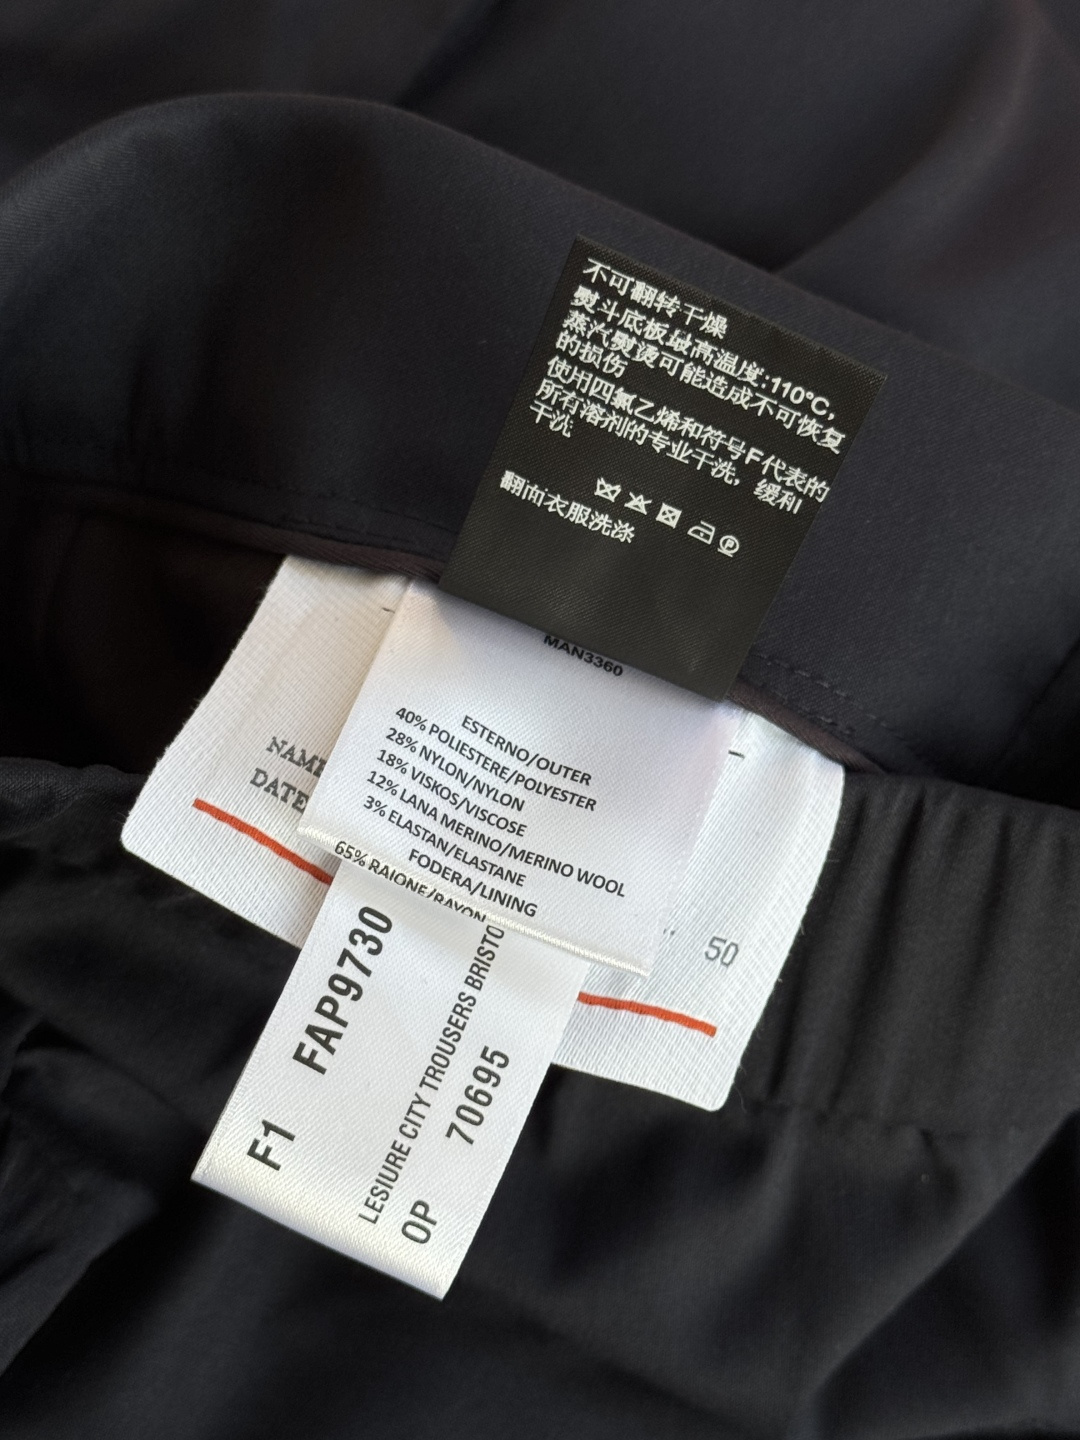 不可翻转干燥
熨斗底板最高温度:110°C,
蒸汽熨烫可能造成不可恢复
的损伤
使用四氯乙烯和符号F代表的
所有溶剂的专业干洗，缓和
干洗
翻面衣服洗涤
P
MAN3360
ESTERNO/OUTER
40% POLIESTERE/POLYESTER
28% NYLON/NYLON
18% VISKOS/VISCOSE
12% LANA MERINO/MERINO WOOL
3% ELASTAN/ELASTANE
FODERA/LINING
65% RAIONE/RAYON
NAME
DATE
50
F1 FAP9730
LESIURE CITY TROUSERS BRISTO
OP 70695